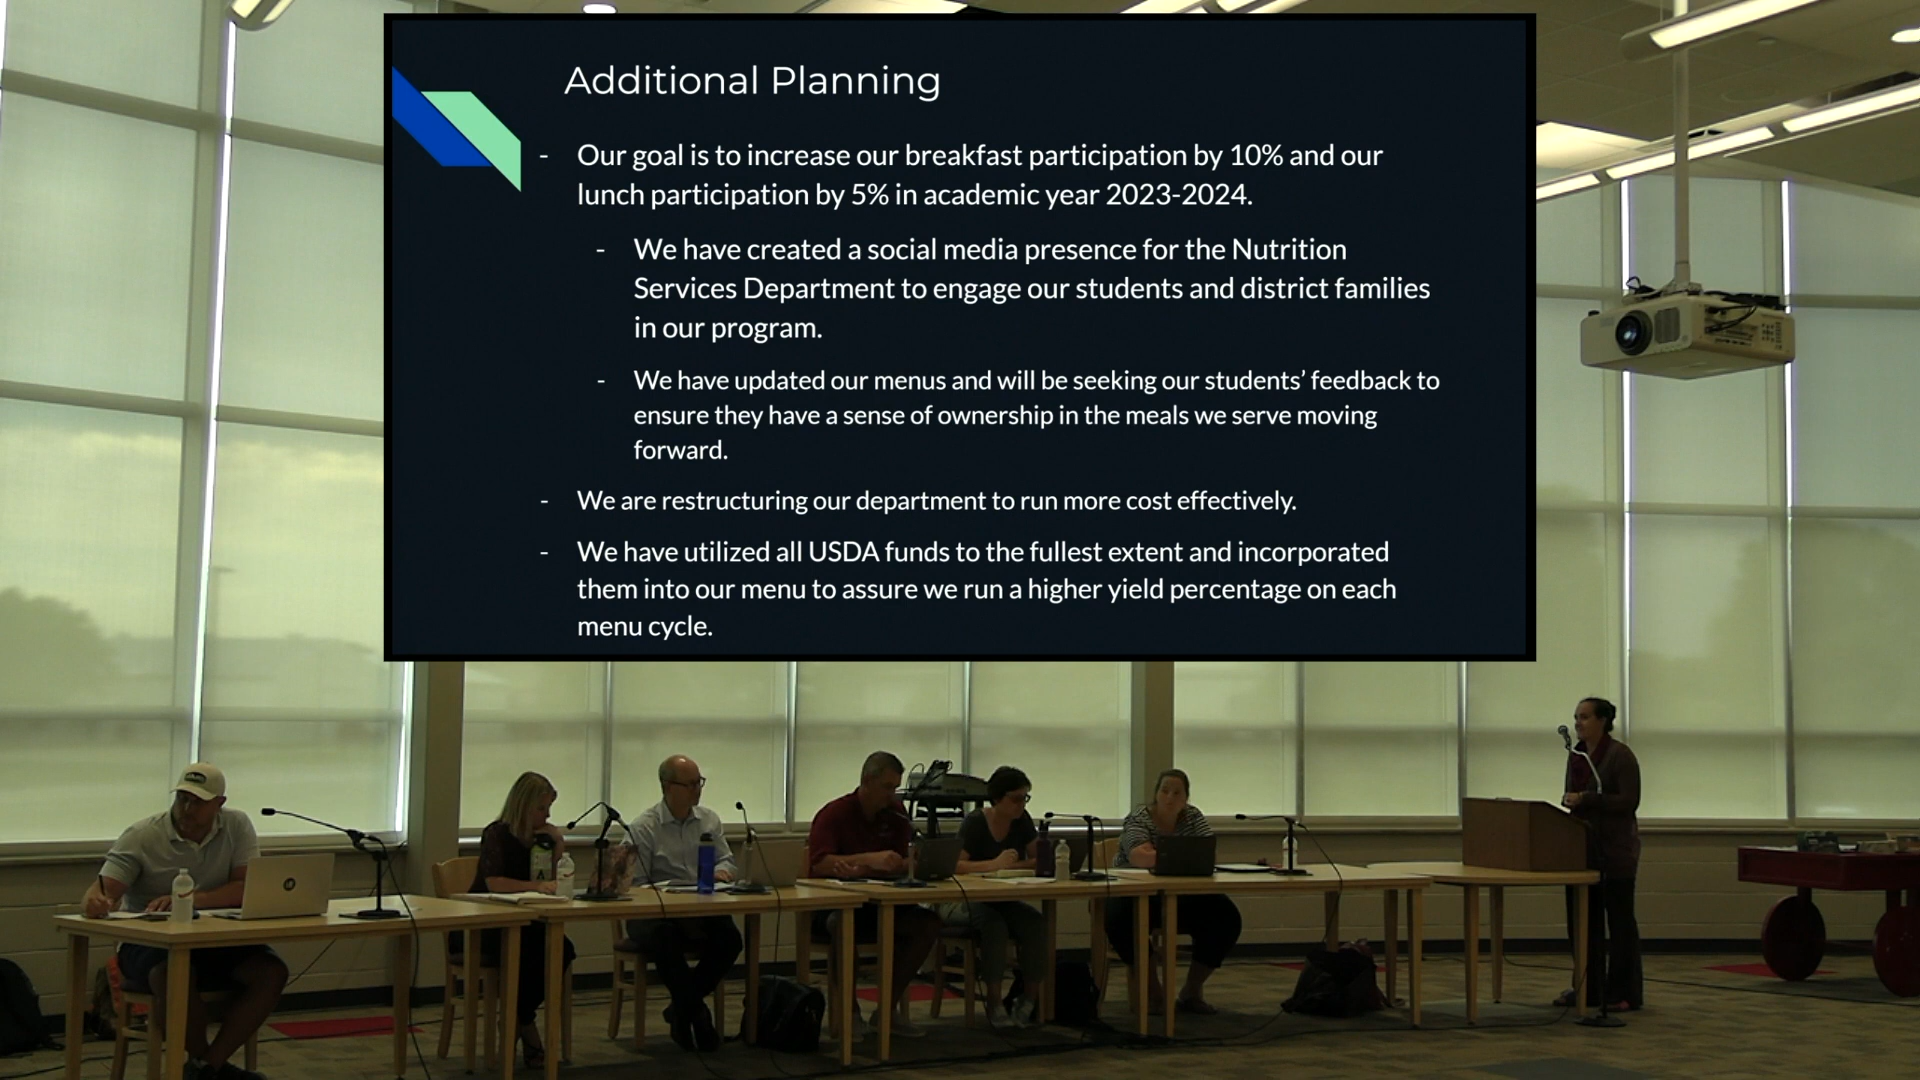 Additional Planning
- Our goal is to increase our breakfast participation by 10% and our
lunch participation by 5% in academic year 2023-2024.
- We have created a social media presence for the Nutrition
Services Department to engage our students and district families
in our program.
- We have updated our menus and will be seeking our students’ feedback to
ensure they have a sense of ownership in the meals we serve moving
forward.
- We are restructuring our department to run more cost effectively.
- We have utilized all USDA funds to the fullest extent and incorporated
them into our menu to assure we run a higher yield percentage on each
menu cycle.